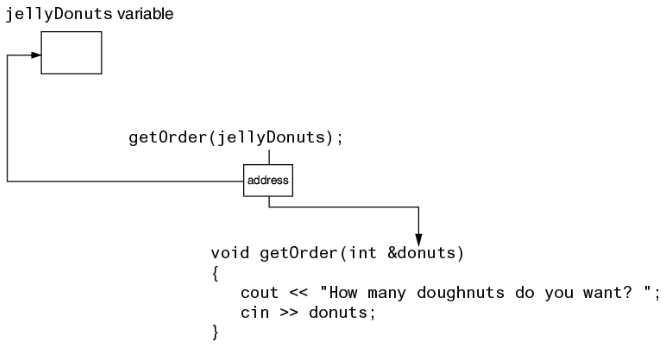 jellyDonuts variable
getOrder(jellyDonuts);
address
void getOrder(int &donuts)
{
cout << "How many doughnuts do you want? ";
cin >> donuts;
}